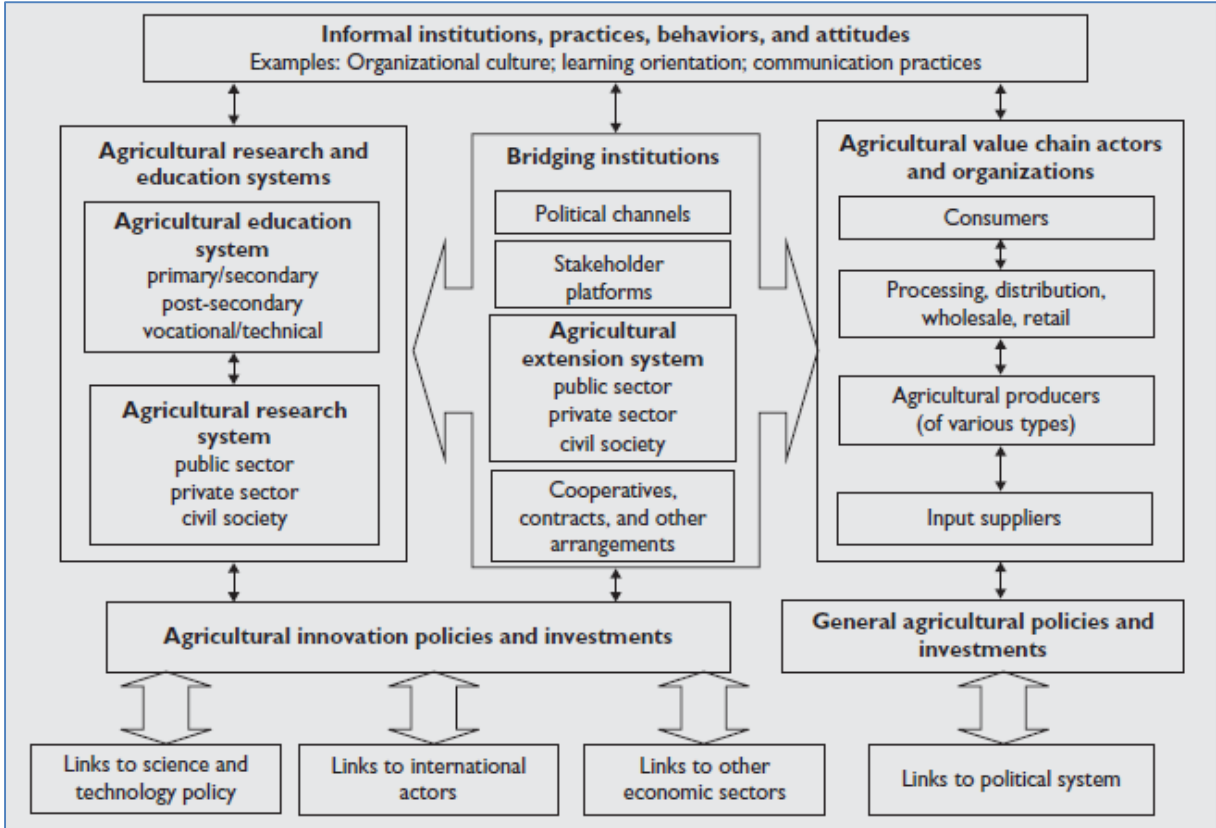 Informal institutions, practices, behaviors, and attitudes
Examples: Organizational culture; learning orientation; communication practices
Agricultural research and
education systems
Agricultural education
system
primary/secondary
post-secondary
vocational/technical
Agricultural research
system
public sector
private sector
civil society
Bridging institutions
Political channels
Stakeholder
platforms
Agricultural
extension system
public sector
private sector
civil society
Cooperatives,
contracts, and other
arrangements
Agricultural value chain actors
and organizations
Consumers
Processing, distribution,
wholesale, retail
Agricultural producers
(of various types)
Input suppliers
Agricultural innovation policies and investments
General agricultural policies and
investments
Links to science and
technology policy
Links to international
actors
Links to other
economic sectors
Links to political system